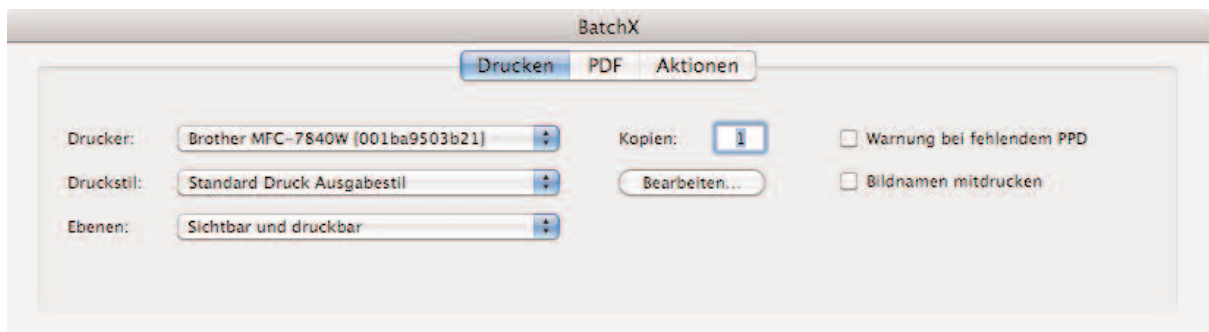 BatchX
Drucken PDF Aktionen
Drucker: Brother MFC-7840W [001ba9503b21] Kopien: 1 Warnung bei fehlendem PPD
Druckstil: Standard Druck Ausgabestil Bearbeiten... Bildnamen mitdrucken
Ebenen: Sichtbar und druckbar